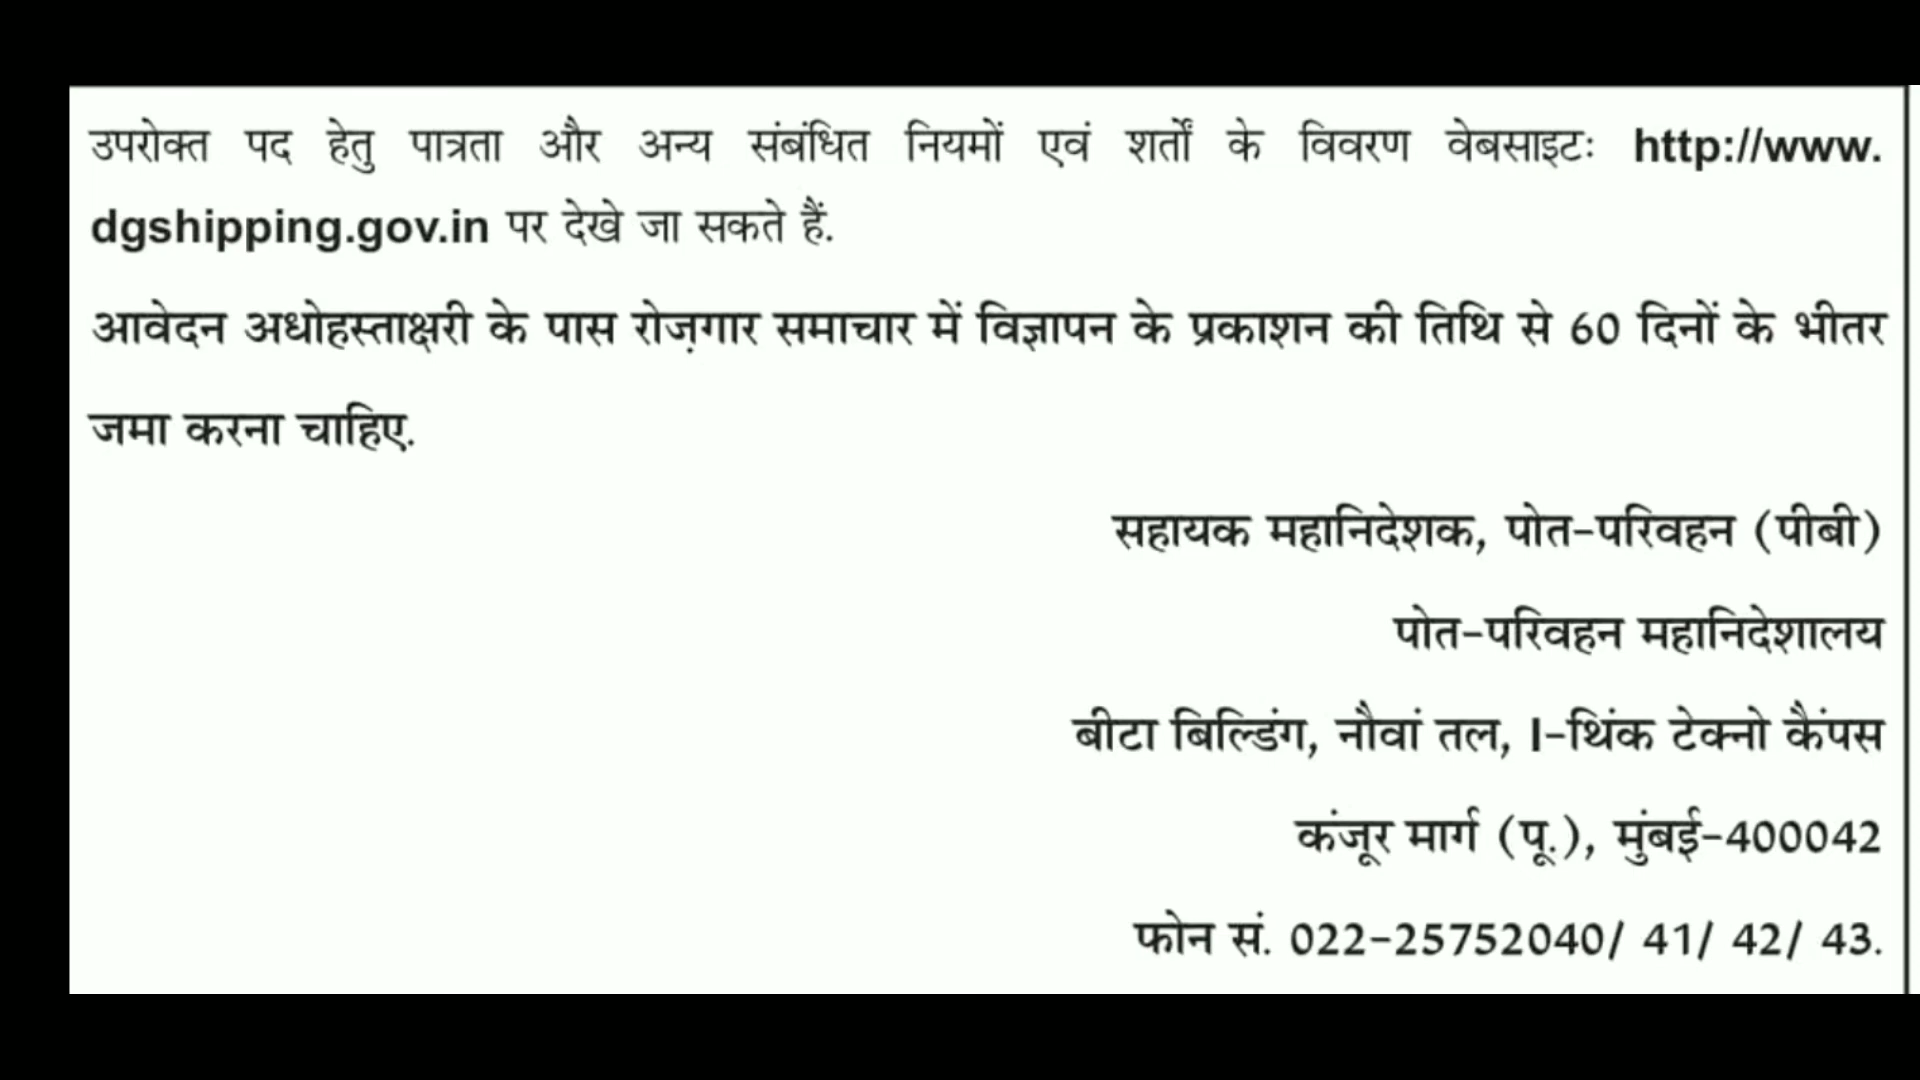 उपरोक्त पद हेतु पात्रता और अन्य संबंधित नियमों एवं शर्तों के विवरण वेबसाइटः http://www.
dgshipping.gov.in पर देखे जा सकते हैं.
आवेदन अधोहस्ताक्षरी के पास रोज़गार समाचार में विज्ञापन के प्रकाशन की तिथि से 60 दिनों के भीतर
जमा करना चाहिए.
सहायक महानिदेशक, पोत-परिवहन (पीबी)
पोत-परिवहन महानिदेशालय
बीटा बिल्डिंग, नौवां तल, I-थिंक टेक्नो कैंपस
कंजूर मार्ग (पू.), मुंबई-400042
फोन सं. 022-25752040/ 41/ 42/ 43.